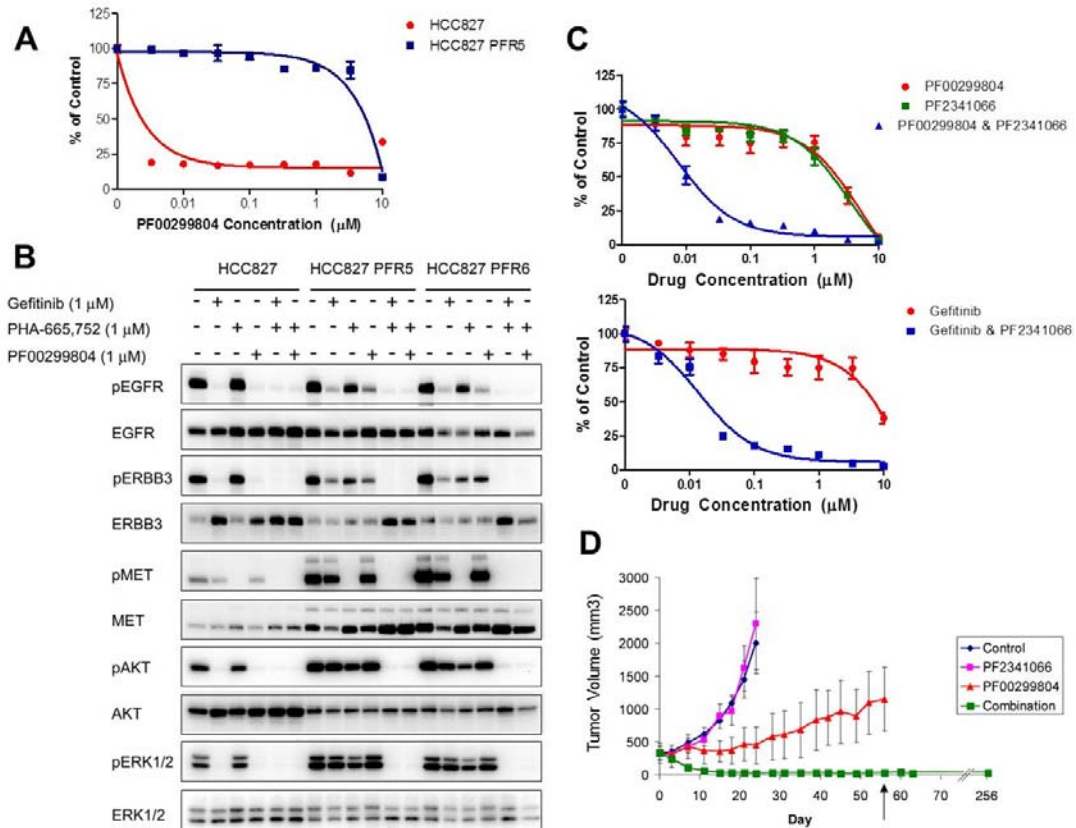 A
HCC827
HCC827 PFR5
% of Control
125
100
75
50
25
0
0 0.01 0.1 1 10
PF00299804 Concentration (µM)
B
HCC827 HCC827 PFR5 HCC827 PFR6
Gefitinib (1 µM) - + - - + - - + - - + - - + - - + -
PHA-665,752 (1 µM) - - + - + + - - + - + + - - + - + +
PF00299804 (1 µM) - - - + - + - - - + - + - - - + - +
pEGFR
EGFR
pERBB3
ERBB3
pMET
MET
pAKT
AKT
pERK1/2
ERK1/2
C
PF00299804
PF2341066
PF00299804 & PF2341066
% of Control
125
100
75
50
25
0
0 0.01 0.1 1 10
Drug Concentration (µM)
Gefitinib
Gefitinib & PF2341066
% of Control
125
100
75
50
25
0
0 0.01 0.1 1 10
Drug Concentration (µM)
D
Tumor Volume (mm3)
3000
2500
2000
1500
1000
500
0
0 10 20 30 40 50 60 70 256
Day
Control
PF2341066
PF00299804
Combination